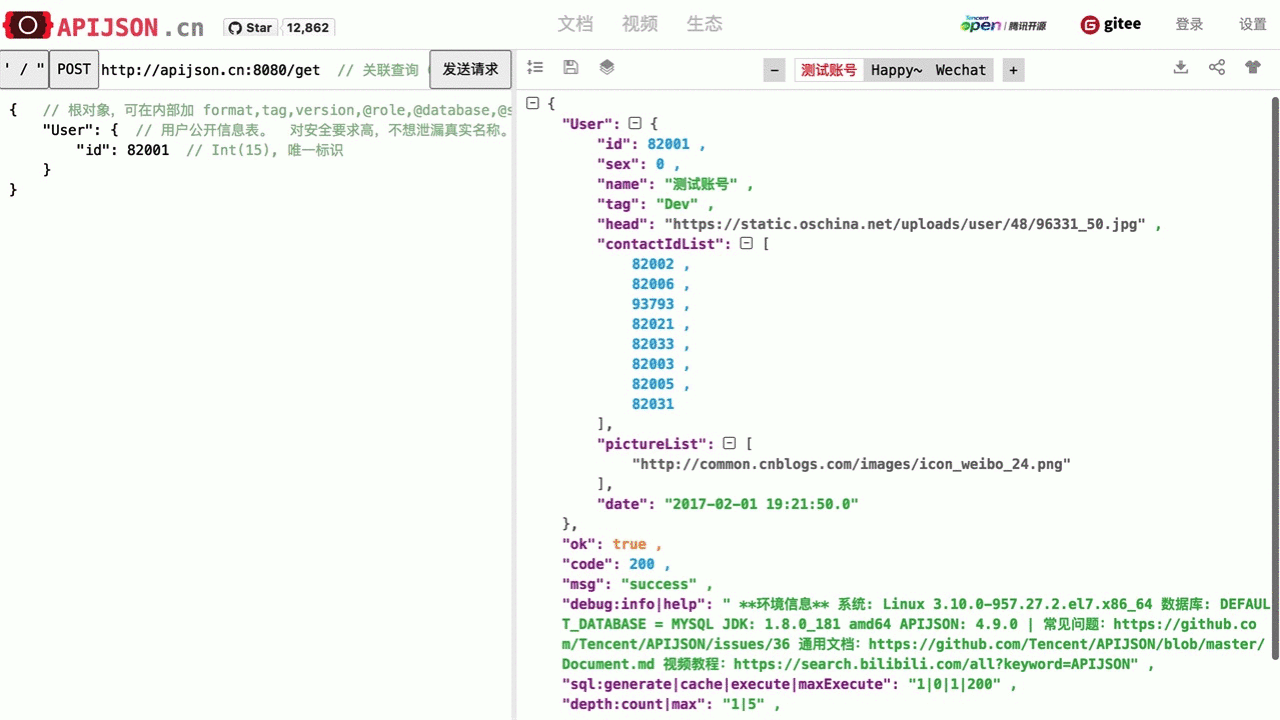 APIJSON.cn Star 12,862 文档 视频 生态 Tencent open | 腾讯开源 gitee 登录 设置
' / " POST http://apijson.cn:8080/get // 关联查询 发送请求 − 测试账号 Happy~ Wechat +
{ // 根对象，可在内部加 format,tag,version,@role,@database,@s
"User": { // 用户公开信息表。 对安全要求高，不想泄漏真实名称。
"id": 82001 // Int(15), 唯一标识
}
}
{
"User": {
"id": 82001 ,
"sex": 0 ,
"name": "测试账号" ,
"tag": "Dev" ,
"head": "https://static.oschina.net/uploads/user/48/96331_50.jpg" ,
"contactIdList": [
82002 ,
82006 ,
93793 ,
82021 ,
82033 ,
82003 ,
82005 ,
82031
],
"pictureList": [
"http://common.cnblogs.com/images/icon_weibo_24.png"
],
"date": "2017-02-01 19:21:50.0"
},
"ok": true ,
"code": 200 ,
"msg": "success" ,
"debug:info|help": " **环境信息** 系统: Linux 3.10.0-957.27.2.el7.x86_64 数据库: DEFAUL
T_DATABASE = MYSQL JDK: 1.8.0_181 amd64 APIJSON: 4.9.0 | 常见问题: https://github.co
m/Tencent/APIJSON/issues/36 通用文档: https://github.com/Tencent/APIJSON/blob/master/
Document.md 视频教程: https://search.bilibili.com/all?keyword=APIJSON" ,
"sql:generate|cache|execute|maxExecute": "1|0|1|200" ,
"depth:count|max": "1|5" ,